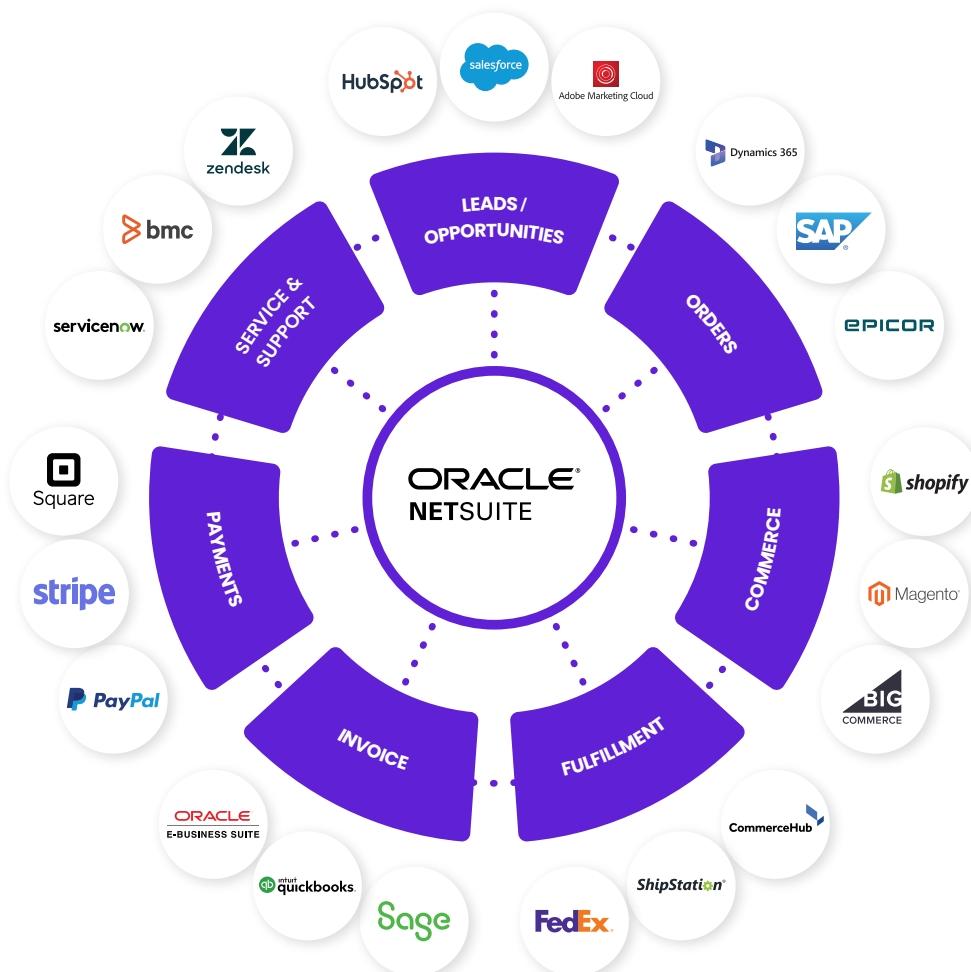 HubSpot
salesforce
Adobe Marketing Cloud
zendesk
Dynamics 365
bmc
SAP®
servicenow.
EPICOR
LEADS /
OPPORTUNITIES
SERVICE &
SUPPORT
ORDERS
ORACLE®
NETSUITE
Square
shopify
PAYMENTS
COMMERCE
stripe
Magento®
PayPal
BIG
COMMERCE
INVOICE
FULFILLMENT
ORACLE
E-BUSINESS SUITE
CommerceHub
intuit
qb quickbooks.
ShipStation®
Sage
FedEx.